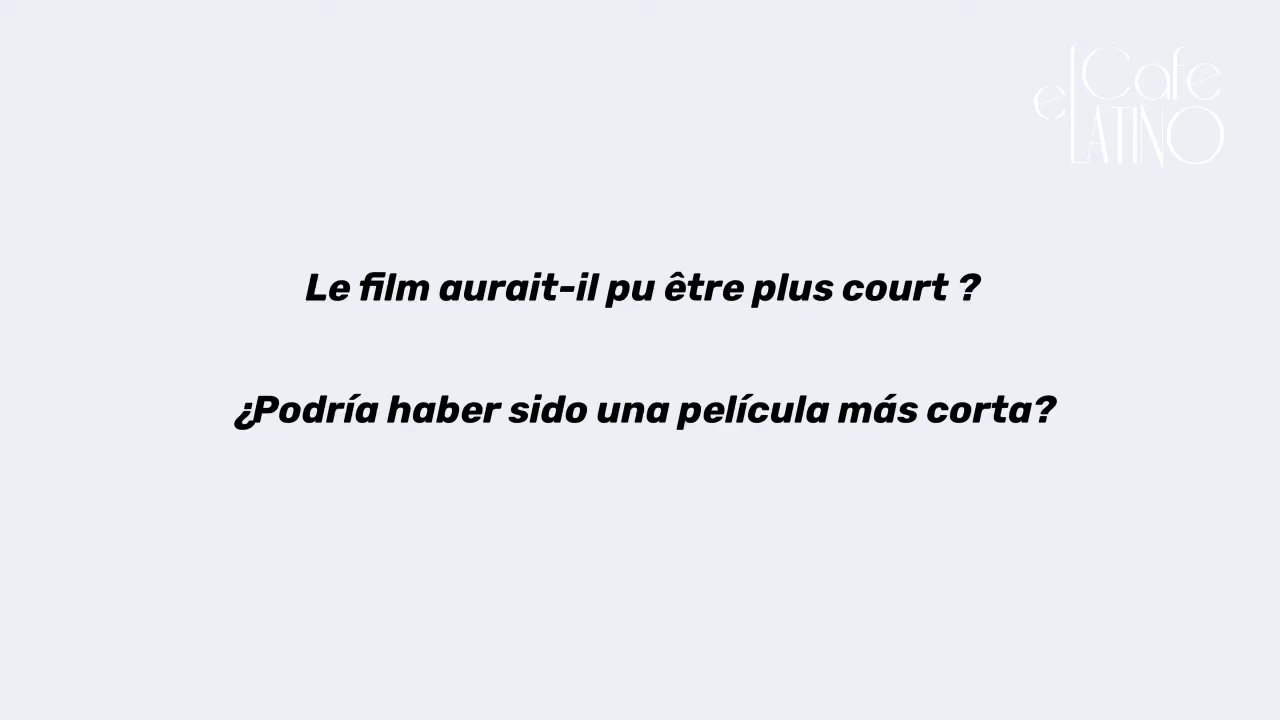 el Cafe
LATINO
Le film aurait-il pu être plus court ?
¿Podría haber sido una película más corta?